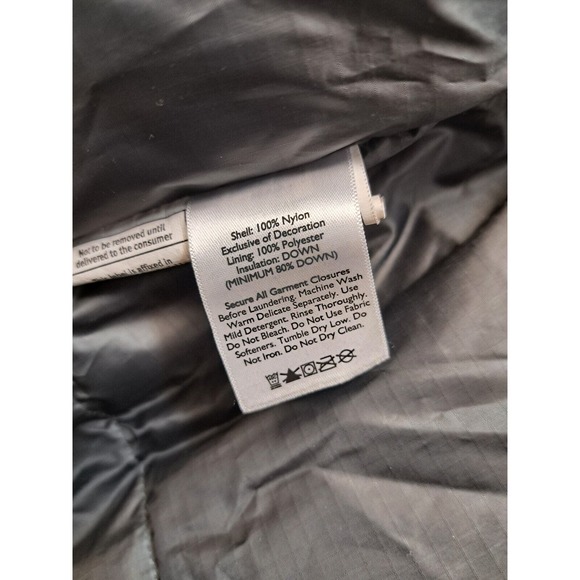 Not to be removed until
delivered to the consumer
is affixed in
Shell: 100% Nylon
Exclusive of Decoration
Lining: 100% Polyester
Insulation: DOWN
(MINIMUM 80% DOWN)
Secure All Garment Closures
Before Laundering. Machine Wash
Warm Delicate Separately. Use
Mild Detergent. Rinse Thoroughly.
Do Not Bleach. Do Not Use Fabric
Softeners. Tumble Dry Low. Do
Not Iron. Do Not Dry Clean.